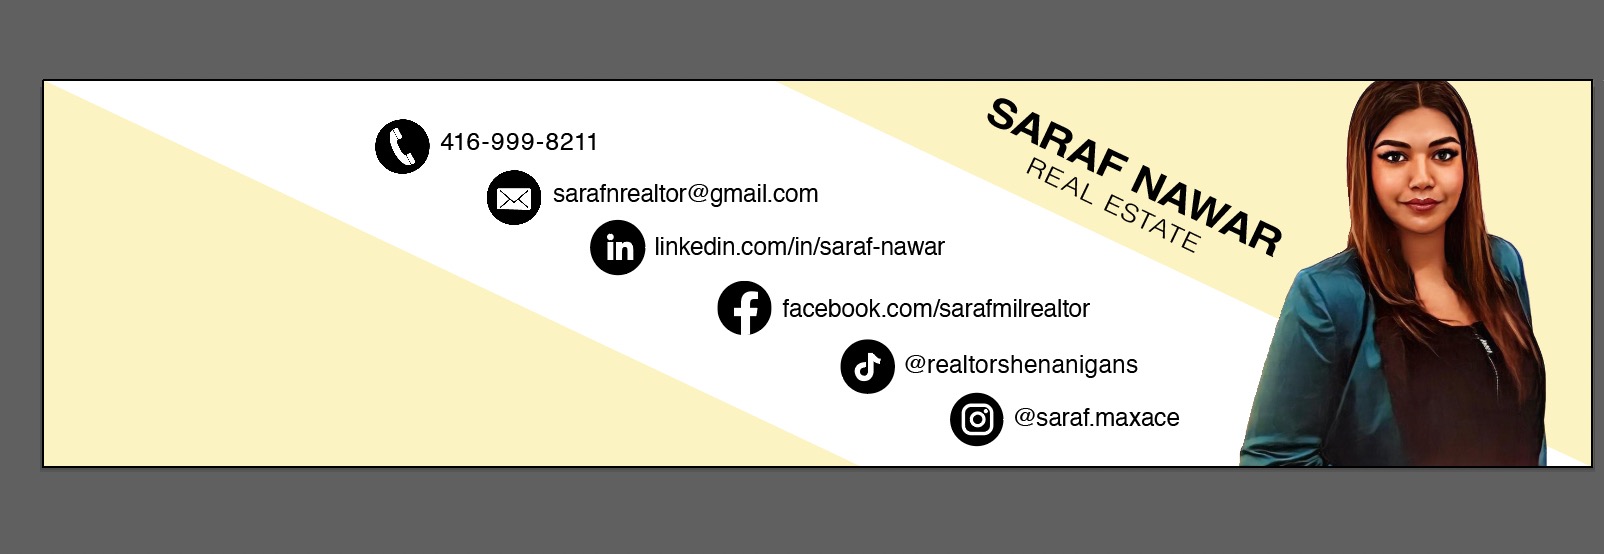 416-999-8211
sarafnrealtor@gmail.com
linkedin.com/in/saraf-nawar
facebook.com/sarafmilrealtor
@realtorshenanigans
@saraf.maxace
SARAF NAWAR
REAL ESTATE